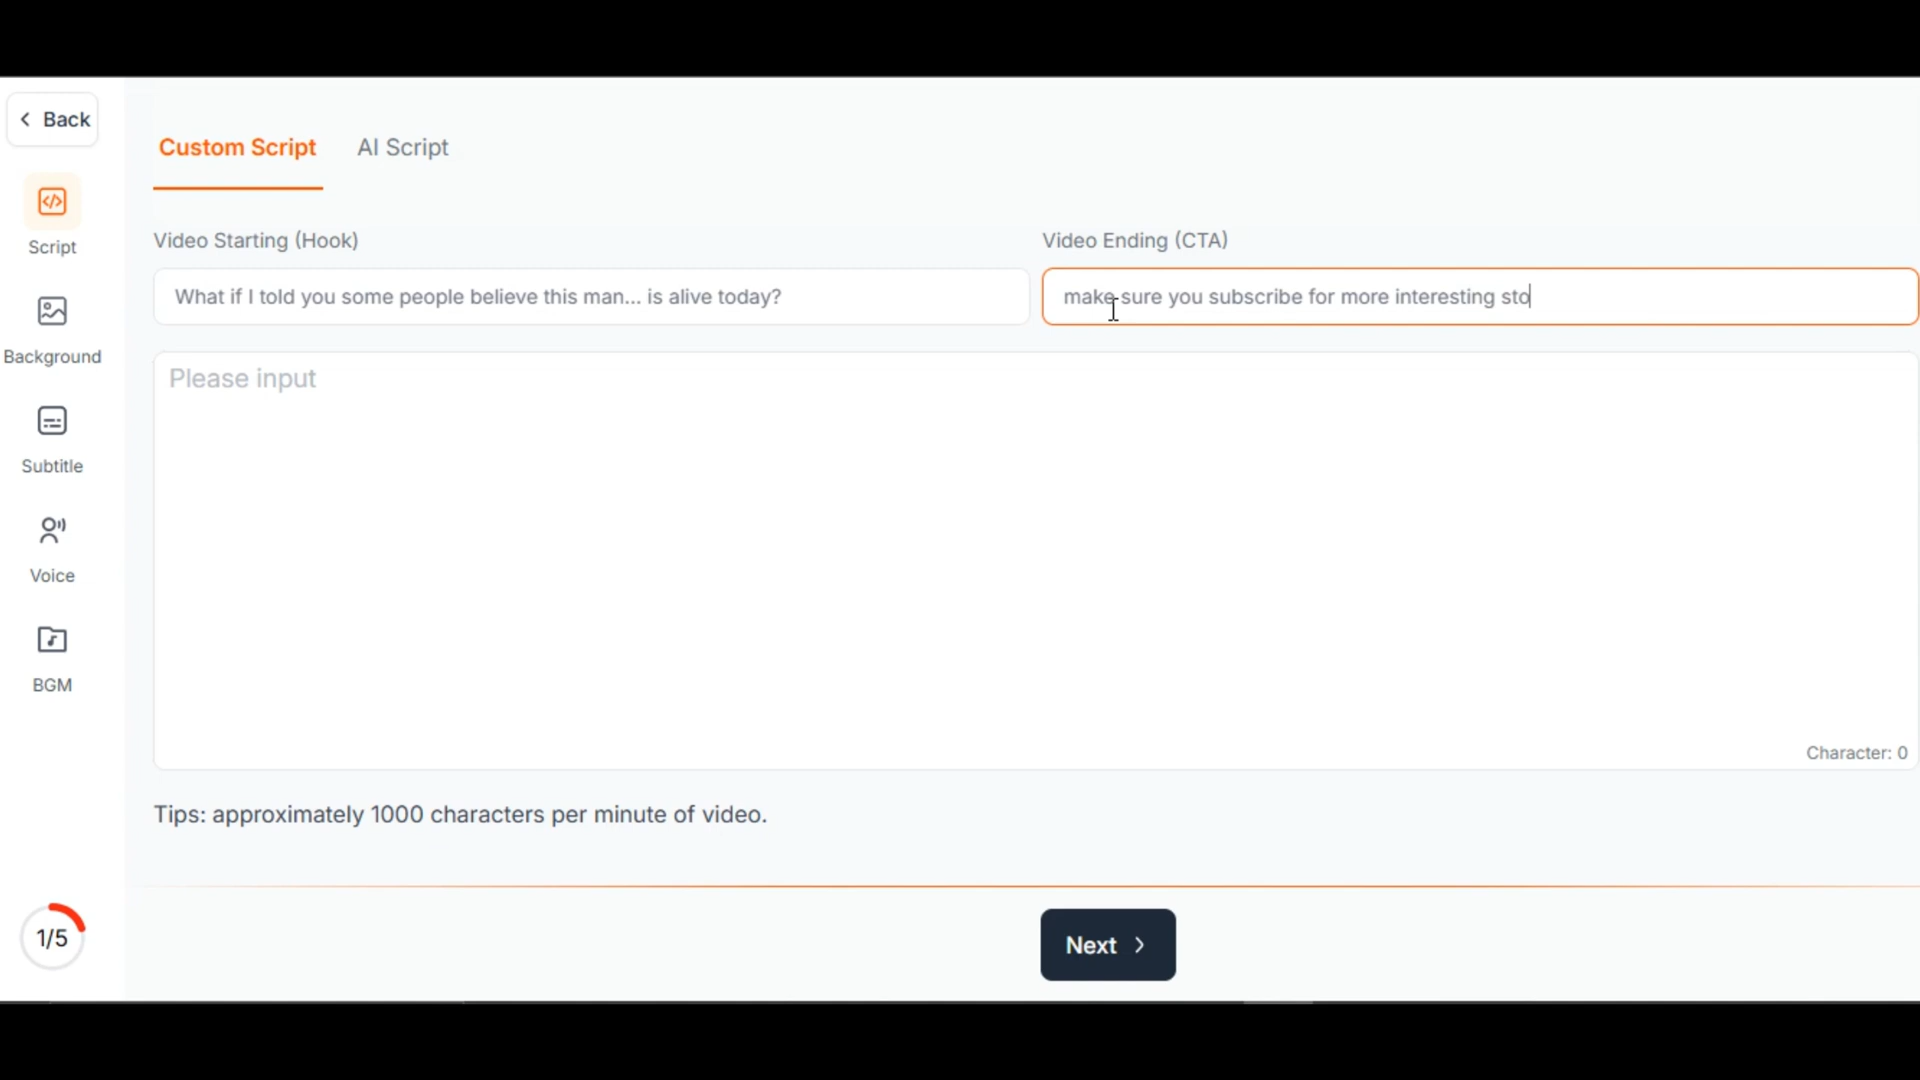 Back
Custom Script
AI Script
Script
Video Starting (Hook)
Video Ending (CTA)
What if I told you some people believe this man... is alive today?
make sure you subscribe for more interesting sto
Background
Please input
Subtitle
Voice
BGM
Character: 0
Tips: approximately 1000 characters per minute of video.
1/5
Next